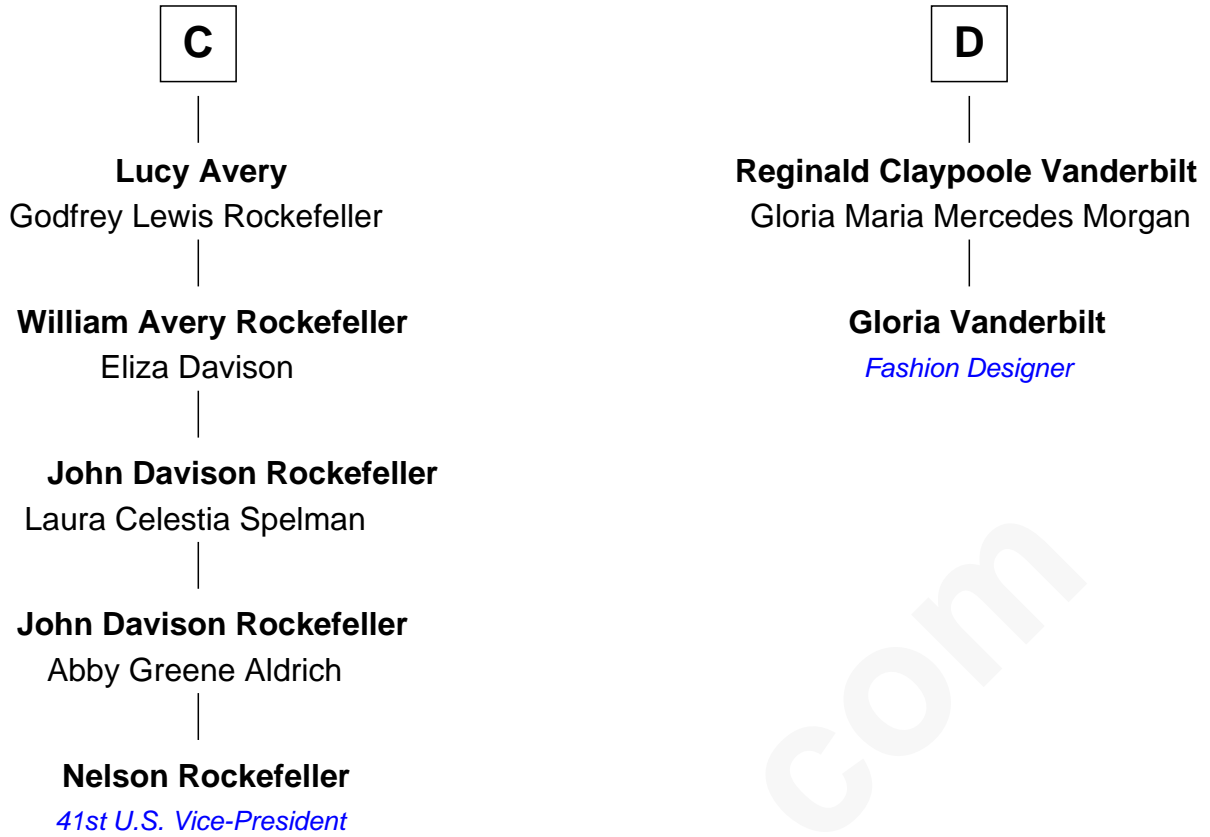 C
Lucy Avery
Godfrey Lewis Rockefeller
William Avery Rockefeller
Eliza Davison
John Davison Rockefeller
Laura Celestia Spelman
John Davison Rockefeller
Abby Greene Aldrich
Nelson Rockefeller
41st U.S. Vice-President
D
Reginald Claypoole Vanderbilt
Gloria Maria Mercedes Morgan
Gloria Vanderbilt
Fashion Designer
com